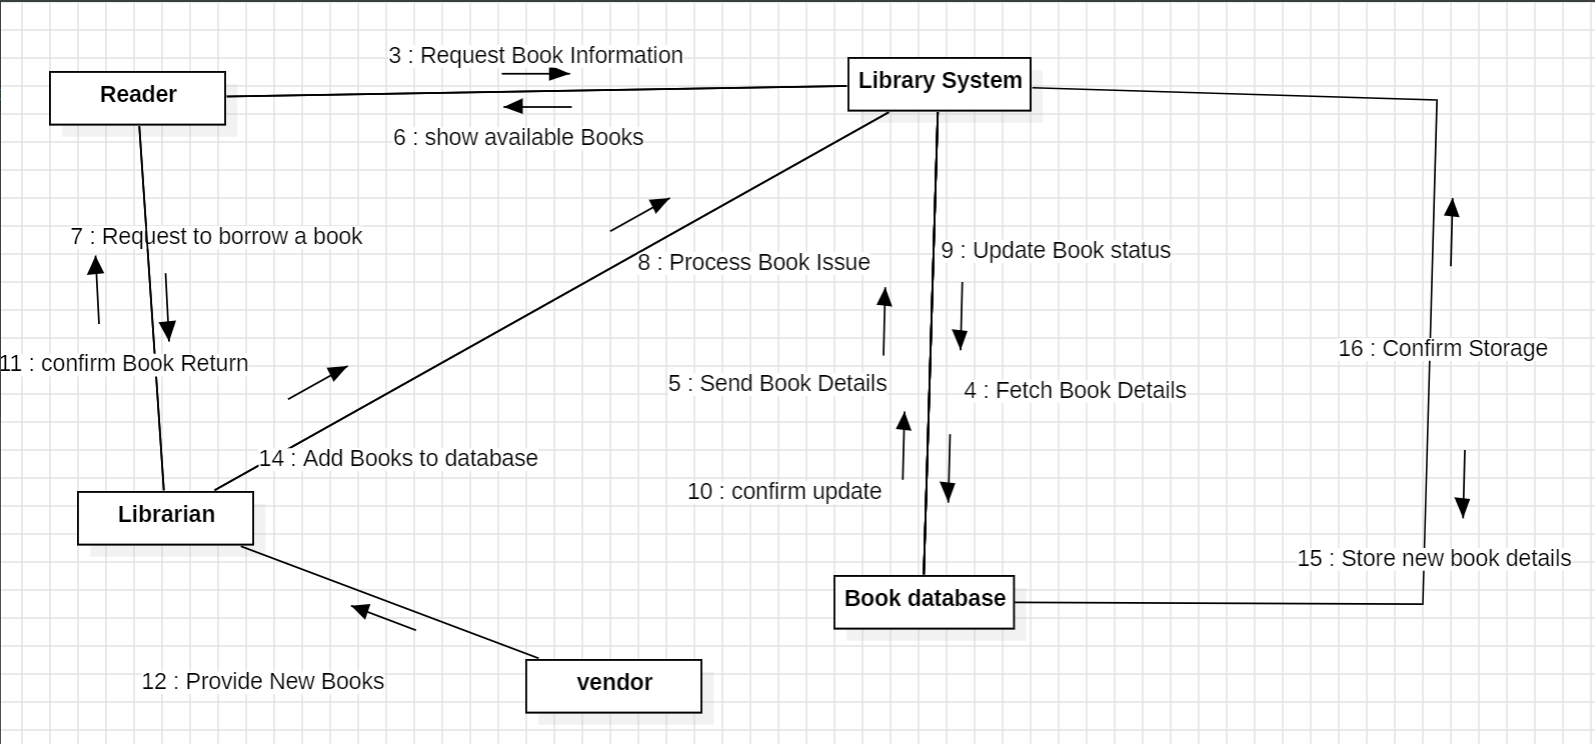 3 : Request Book Information
Library System
Reader
6 : show available Books
7 : Request to borrow a book
9 : Update Book status
8 : Process Book Issue
16 : Confirm Storage
11 : confirm Book Return
5 : Send Book Details
4 : Fetch Book Details
14 : Add Books to database
10 : confirm update
Librarian
15 : Store new book details
Book database
12 : Provide New Books
vendor